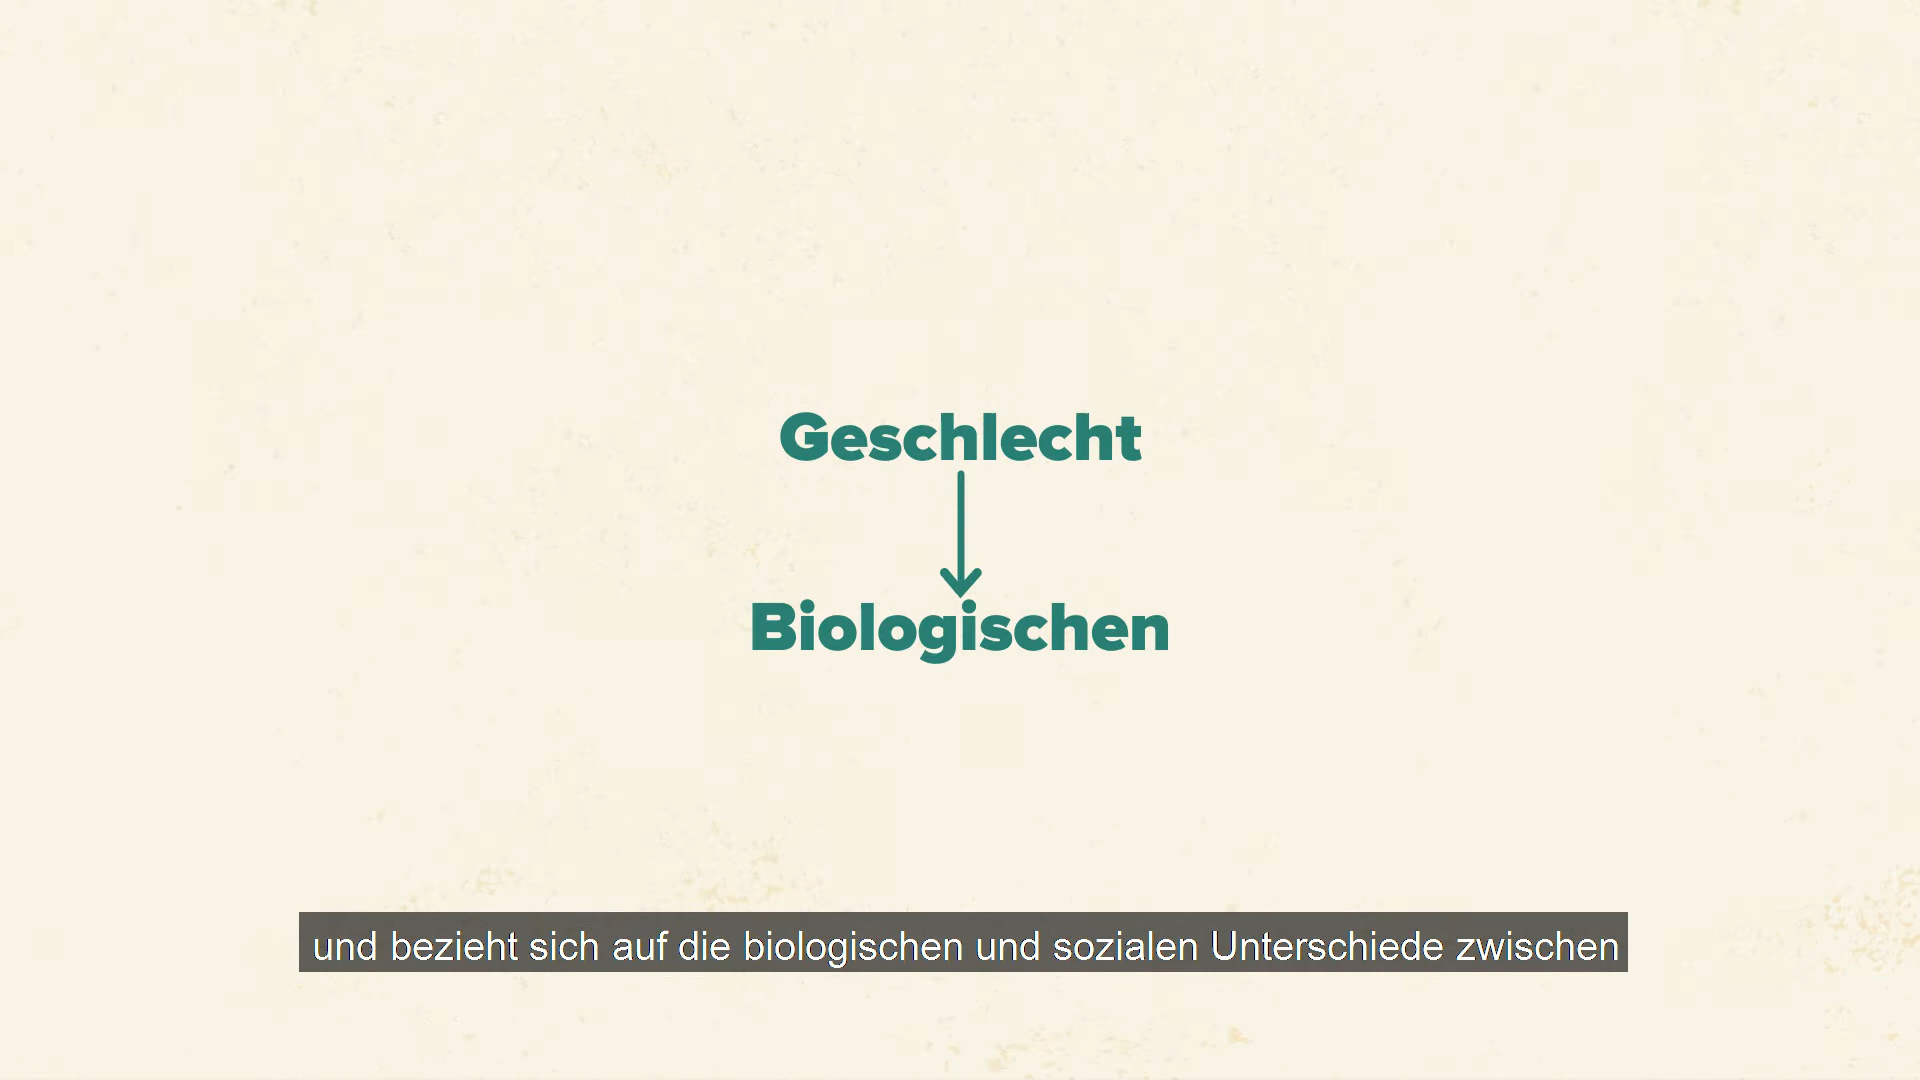 Geschlecht
Biologischen
und bezieht sich auf die biologischen und sozialen Unterschiede zwischen